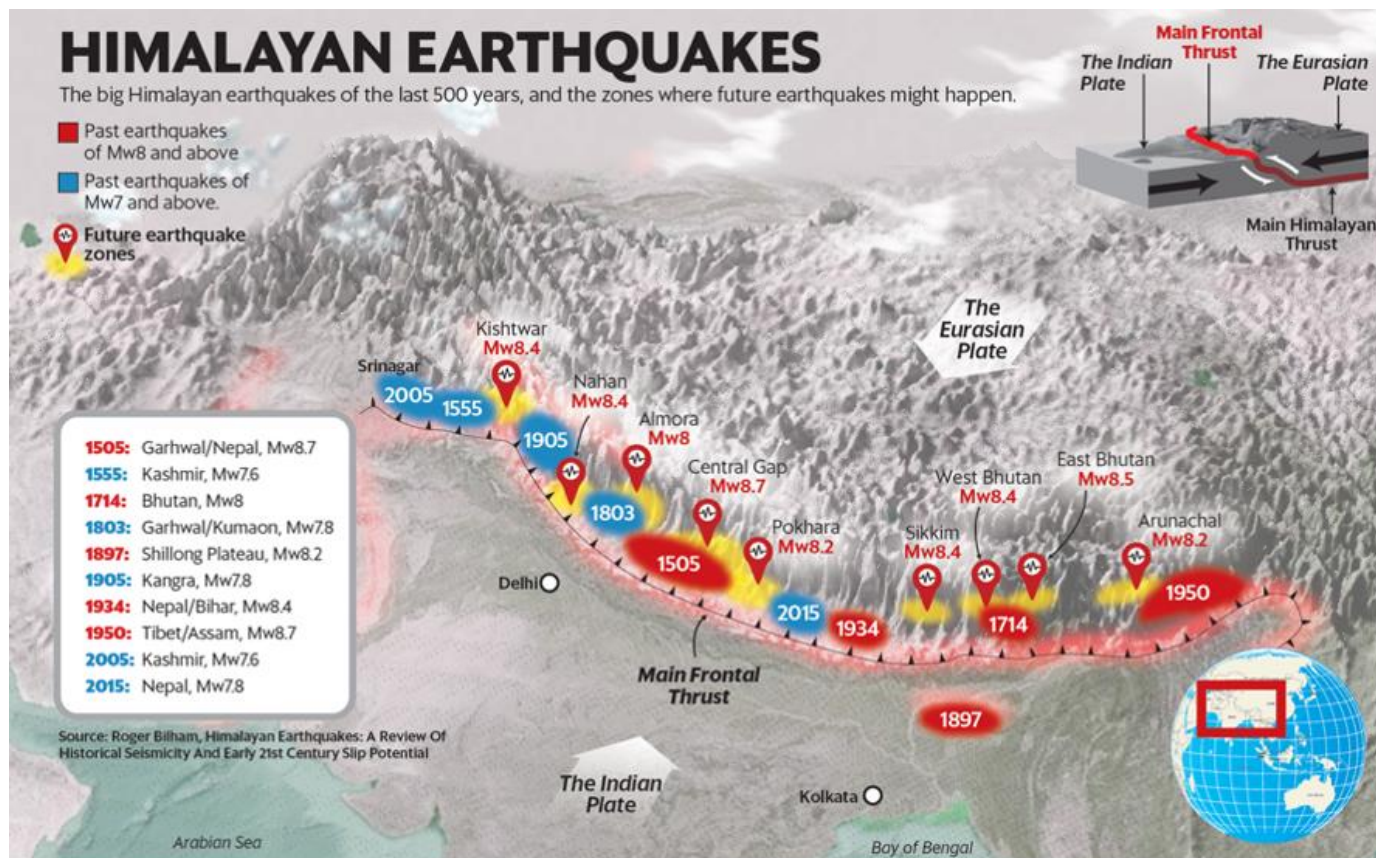 HIMALAYAN EARTHQUAKES
The big Himalayan earthquakes of the last 500 years, and the zones where future earthquakes might happen.
Past earthquakes
of Mw8 and above
Past earthquakes of
Mw7 and above.
Future earthquake
zones
The Indian
Plate
Main Frontal
Thrust
The Eurasian
Plate
Main Himalayan
Thrust
The
Eurasian
Plate
Srinagar
2005
1555
Kishtwar
Mw8.4
1905
Nahan
Mw8.4
Almora
Mw8
1803
Central Gap
Mw8.7
1505
Pokhara
Mw8.2
2015
1934
Sikkim
Mw8.4
West Bhutan
Mw8.4
East Bhutan
Mw8.5
1714
Arunachal
Mw8.2
1950
Delhi
Main Frontal
Thrust
1897
1505: Garhwal/Nepal, Mw8.7
1555: Kashmir, Mw7.6
1714: Bhutan, Mw8
1803: Garhwal/Kumaon, Mw7.8
1897: Shillong Plateau, Mw8.2
1905: Kangra, Mw7.8
1934: Nepal/Bihar, Mw8.4
1950: Tibet/Assam, Mw8.7
2005: Kashmir, Mw7.6
2015: Nepal, Mw7.8
Source: Roger Bilham, Himalayan Earthquakes: A Review Of
Historical Seismicity And Early 21st Century Slip Potential
The Indian
Plate
Kolkata
Arabian Sea
Bay of Bengal